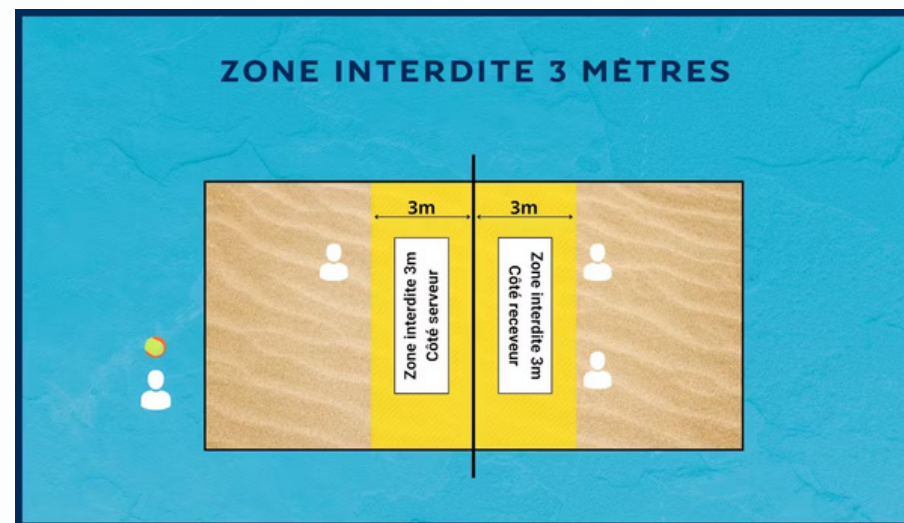 ZONE INTERDITE 3 MÈTRES
3m
3m
Zone interdite 3m
Côté serveur
Zone interdite 3m
Côté receveur